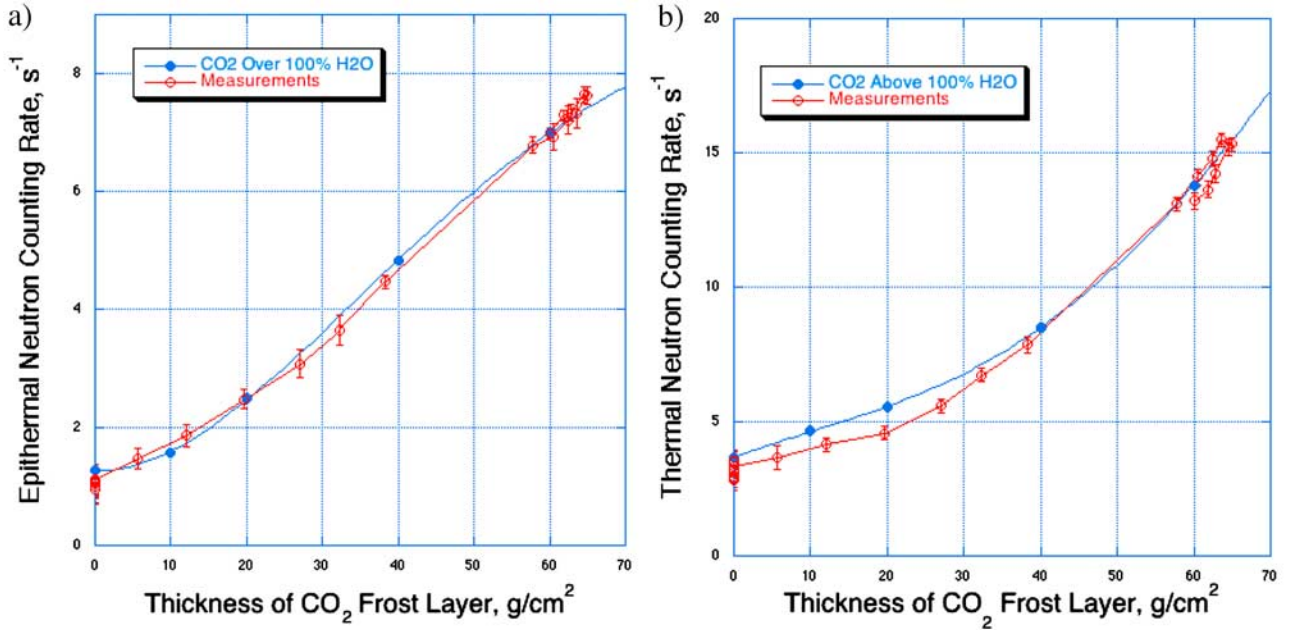 a)
Epithermal Neutron Counting Rate, s⁻¹
CO2 Over 100% H2O
Measurements
8
6
4
2
0
0 10 20 30 40 50 60 70
Thickness of CO₂ Frost Layer, g/cm²
b)
Thermal Neutron Counting Rate, s⁻¹
CO2 Above 100% H2O
Measurements
20
15
10
5
0
0 10 20 30 40 50 60 70
Thickness of CO₂ Frost Layer, g/cm²